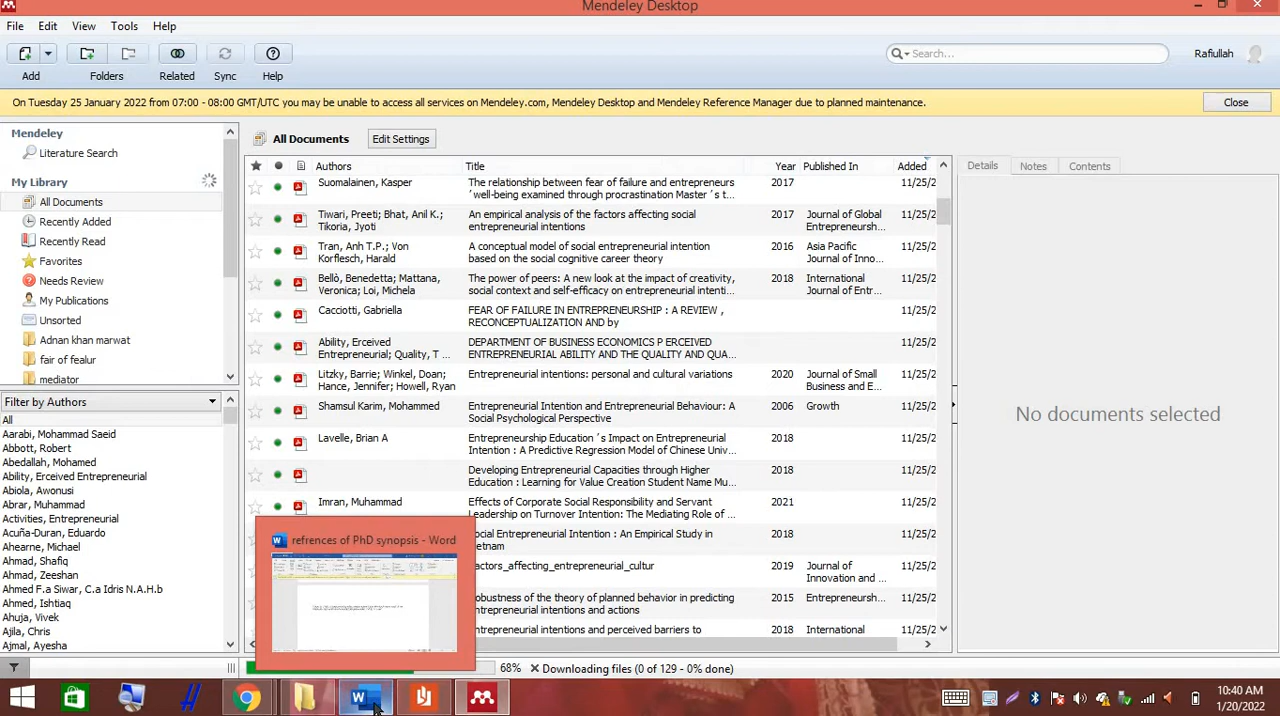 Mendeley Desktop
File Edit View Tools Help
Search...
Rafiullah
Add Folders Related Sync Help
On Tuesday 25 January 2022 from 07:00 - 08:00 GMT/UTC you may be unable to access all services on Mendeley.com, Mendeley Desktop and Mendeley Reference Manager due to planned maintenance.
Close
Mendeley
Literature Search
My Library
All Documents
Recently Added
Recently Read
Favorites
Needs Review
My Publications
Unsorted
Adnan khan marwat
fair of fealur
mediator
Filter by Authors
All
Aarabi, Mohammad Saeid
Abbott, Robert
Abedallah, Mohamed
Ability, Erceived Entrepreneurial
Abiola, Awonusi
Abrar, Muhammad
Activities, Entrepreneurial
Acuña-Duran, Eduardo
Ahearne, Michael
Ahmad, Shafiq
Ahmad, Zeeshan
Ahmed F.a Siwar, C.a Idris N.A.H.b
Ahmed, Ishtiaq
Ahuja, Vivek
Ajila, Chris
Ajmal, Ayesha
All Documents Edit Settings
Authors Title Year Published In Added
Suomalainen, Kasper The relationship between fear of failure and entrepreneurs 2017 11/25/2
´well-being examined through procrastination Master ´s t...
Tiwari, Preeti; Bhat, Anil K.; An empirical analysis of the factors affecting social 2017 Journal of Global 11/25/2
Tikoria, Jyoti entrepreneurial intentions Entrepreneursh...
Tran, Anh T.P.; Von A conceptual model of social entrepreneurial intention 2016 Asia Pacific 11/25/2
Korflesch, Harald based on the social cognitive career theory Journal of Inno...
Bellò, Benedetta; Mattana, The power of peers: A new look at the impact of creativity, 2018 International 11/25/2
Veronica; Loi, Michela social context and self-efficacy on entrepreneurial intenti... Journal of Entr...
Cacciotti, Gabriella FEAR OF FAILURE IN ENTREPRENEURSHIP : A REVIEW , 11/25/2
RECONCEPTUALIZATION AND by
Ability, Erceived DEPARTMENT OF BUSINESS ECONOMICS P ERCEIVED 11/25/2
Entrepreneurial; Quality, T ... ENTREPRENEURIAL ABILITY AND THE QUALITY AND QUA...
Litzky, Barrie; Winkel, Doan; Entrepreneurial intentions: personal and cultural variations 2020 Journal of Small 11/25/2
Hance, Jennifer; Howell, Ryan Business and E...
Shamsul Karim, Mohammed Entrepreneurial Intention and Entrepreneurial Behaviour: A 2006 Growth 11/25/2
Social Psychological Perspective
Lavelle, Brian A Entrepreneurship Education ´s Impact on Entrepreneurial 2018 11/25/2
Intention : A Predictive Regression Model of Chinese Univ...
Developing Entrepreneurial Capacities through Higher 2018 11/25/2
Education : Learning for Value Creation Student Name Mu...
Imran, Muhammad Effects of Corporate Social Responsibility and Servant 2021 11/25/2
Leadership on Turnover Intention: The Mediating Role of ...
Social Entrepreneurial Intention : An Empirical Study in 2018 11/25/2
ietnam
actors_affecting_entrepreneurial_cultur 2019 Journal of 11/25/2
Innovation and ...
obustness of the theory of planned behavior in predicting 2015 Entrepreneursh... 11/25/2
ntrepreneurial intentions and actions
ntrepreneurial intentions and perceived barriers to 2018 International 11/25/2
Details Notes Contents
No documents selected
refrences of PhD synopsis - Word
68% Downloading files (0 of 129 - 0% done)
10:40 AM
1/20/2022